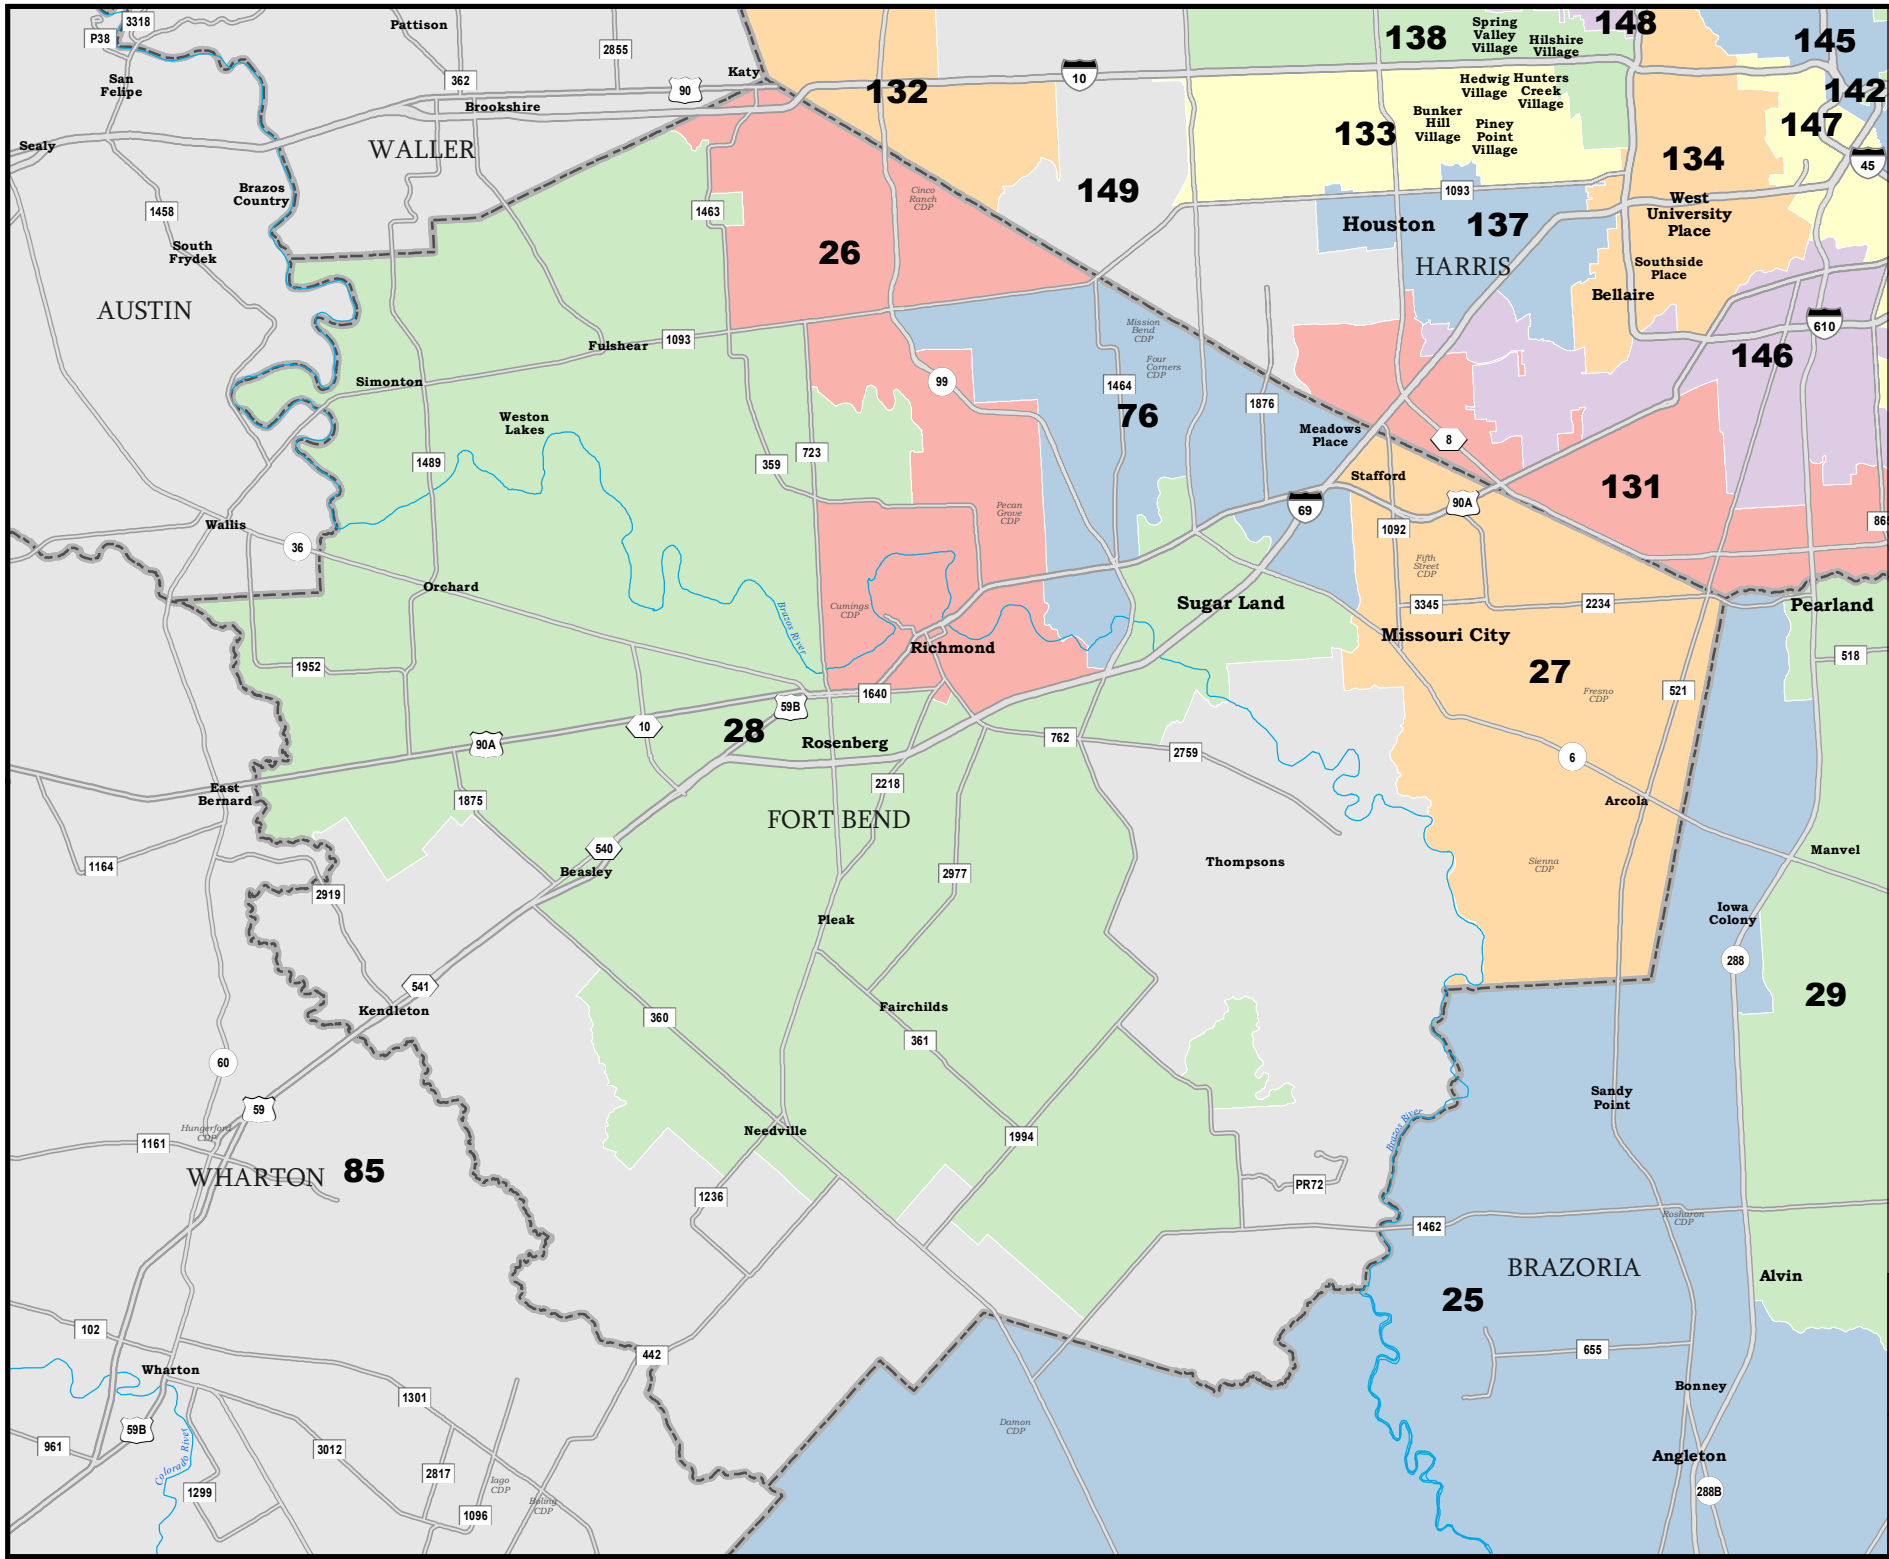 3318
P38
Pattison
2855
San
Felipe
362
Katy
90
Brookshire
10
132
138
Spring
Valley
Village
Hilshire
Village
148
145
Hedwig
Village
Hunters
Creek
Village
142
Bunker
Hill
Village
Piney
Point
Village
133
147
134
45
Sealy
WALLER
Brazos
Country
1458
South
Frydek
1463
Cinco
Ranch
CDP
149
1093
West
University
Place
Houston
137
26
HARRIS
Southside
Place
Bellaire
AUSTIN
610
Mission
Bend
CDP
Four
Corners
CDP
Fulshear
1093
146
Simonton
99
1464
76
1876
Weston
Lakes
Meadows
Place
8
1489
359
723
Stafford
131
90A
69
Pecan
Grove
CDP
1092
Wallis
36
Fifth
Street
CDP
Orchard
Cumings
CDP
Brazos River
Sugar Land
3345
2234
Pearland
Missouri City
Richmond
518
1952
27
1640
Fresno
CDP
521
59B
10
28
90A
Rosenberg
762
2759
6
East
Bernard
1875
2218
FORT BEND
Arcola
540
1164
Beasley
2977
Thompsons
Sienna
CDP
Manvel
2919
Pleak
Iowa
Colony
288
541
29
Kendleton
360
Fairchilds
361
60
59
Sandy
Point
Hungerford
CDP
1161
Needville
1994
Brazos River
WHARTON
85
1236
PR72
1462
Rosharon
CDP
BRAZORIA
Alvin
25
102
442
655
Wharton
1301
Bonney
59B
961
Colorado River
3012
Damon
CDP
Angleton
2817
Iago
CDP
1299
288B
Boling
CDP
1096